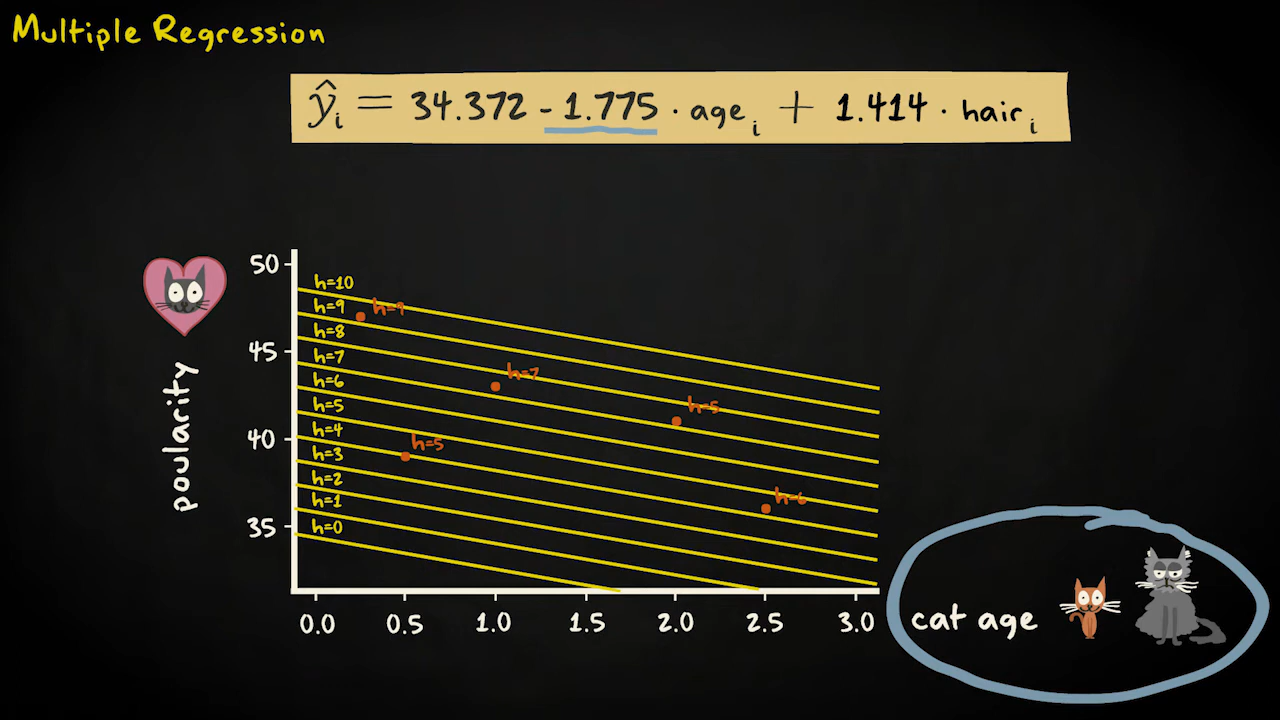 Multiple Regression
ŷi = 34.372 - 1.775 · age i + 1.414 · hair i
50
45
40
35
poularity
h=10
h=9
h=8
h=7
h=6
h=5
h=4
h=3
h=2
h=1
h=0
h=9
h=7
h=5
h=5
h=6
0.0 0.5 1.0 1.5 2.0 2.5 3.0
cat age